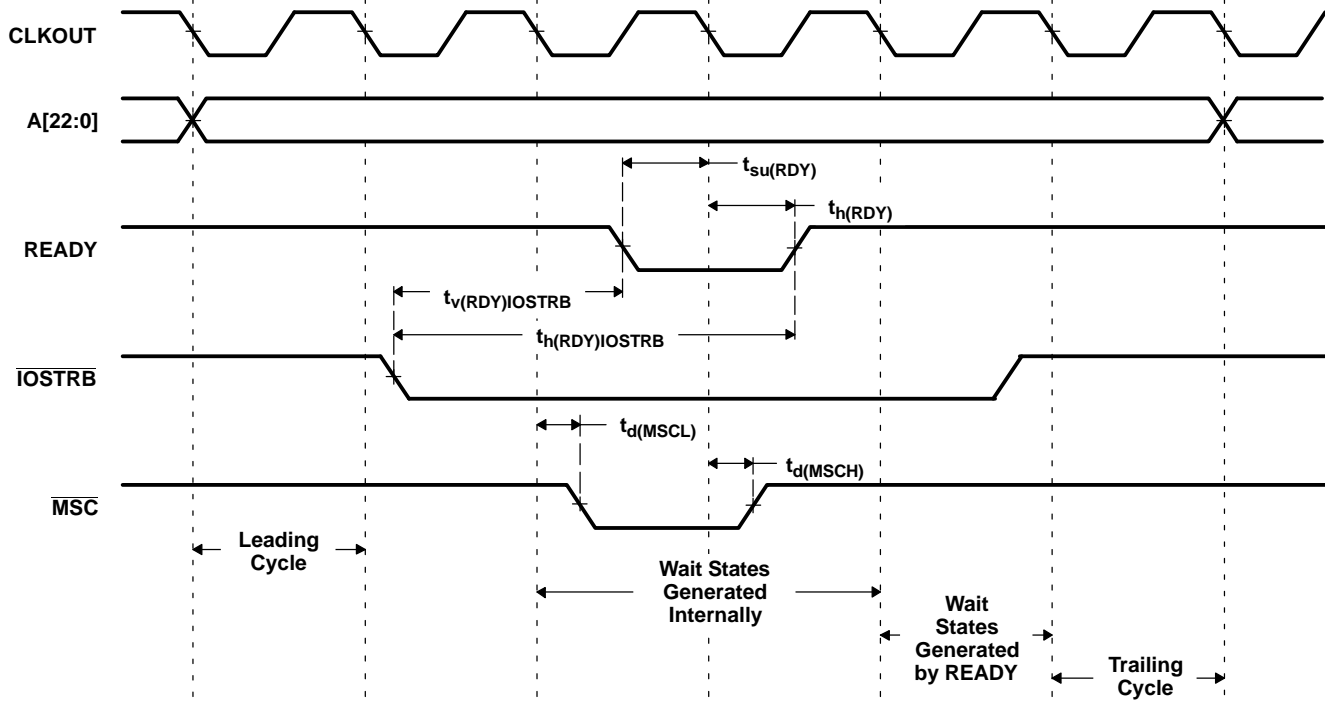 CLKOUT
A[22:0]
tsu(RDY)
th(RDY)
READY
tv(RDY)IOSTRB
th(RDY)IOSTRB
IOSTRB
td(MSCL)
td(MSCH)
MSC
Leading
Cycle
Wait States
Generated
Internally
Wait
States
Generated
by READY
Trailing
Cycle